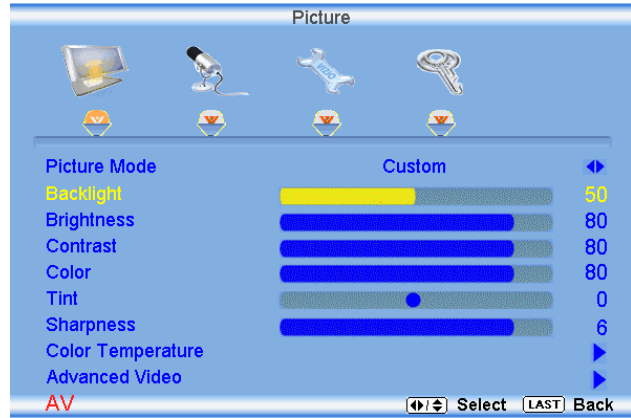 Picture
VIZIO
Picture Mode Custom
Backlight 50
Brightness 80
Contrast 80
Color 80
Tint 0
Sharpness 6
Color Temperature
Advanced Video
AV Select LAST Back